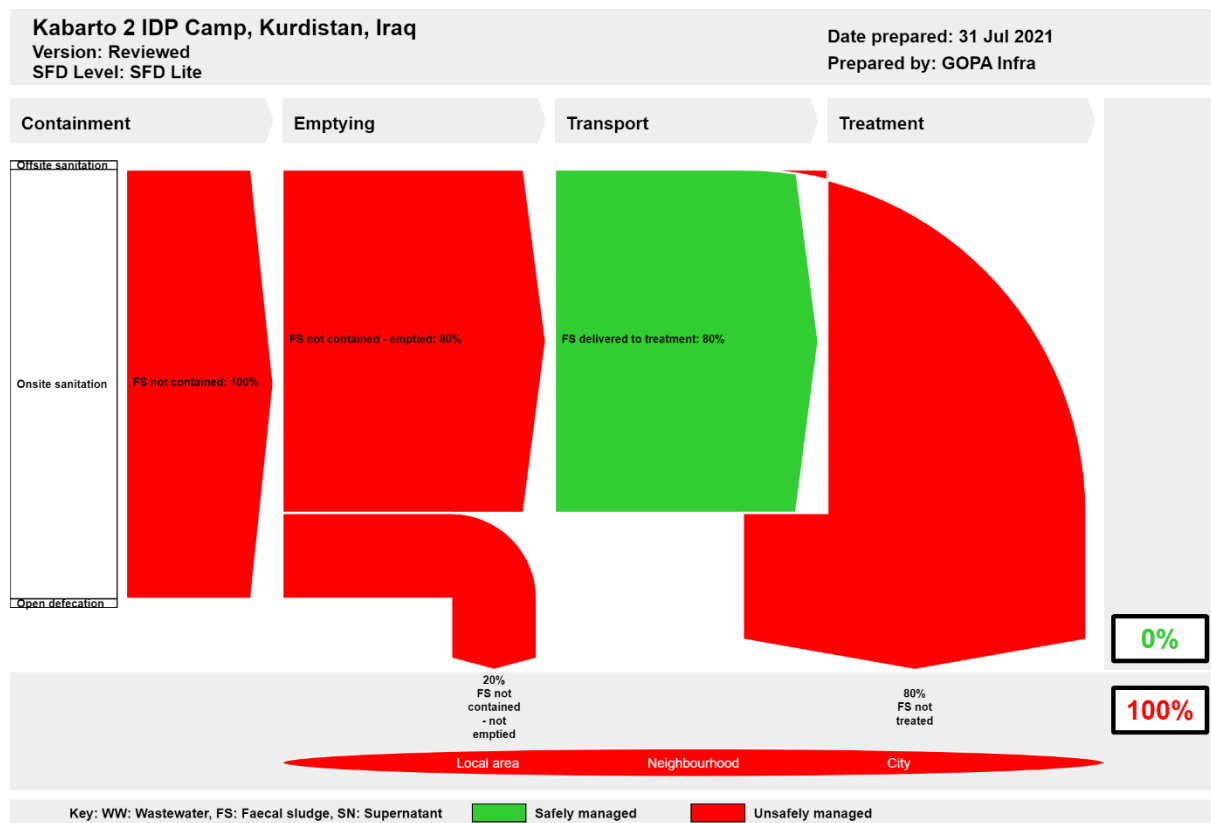 Kabarto 2 IDP Camp, Kurdistan, Iraq
Version: Reviewed
SFD Level: SFD Lite
Date prepared: 31 Jul 2021
Prepared by: GOPA Infra
Containment
Emptying
Transport
Treatment
Offsite sanitation
FS not contained - emptied: 80%
FS delivered to treatment: 80%
Onsite sanitation
FS not contained: 100%
Open defecation
0%
20%
FS not
contained
- not
emptied
80%
FS not
treated
100%
Local area
Neighbourhood
City
Key: WW: Wastewater, FS: Faecal sludge, SN: Supernatant
Safely managed
Unsafely managed